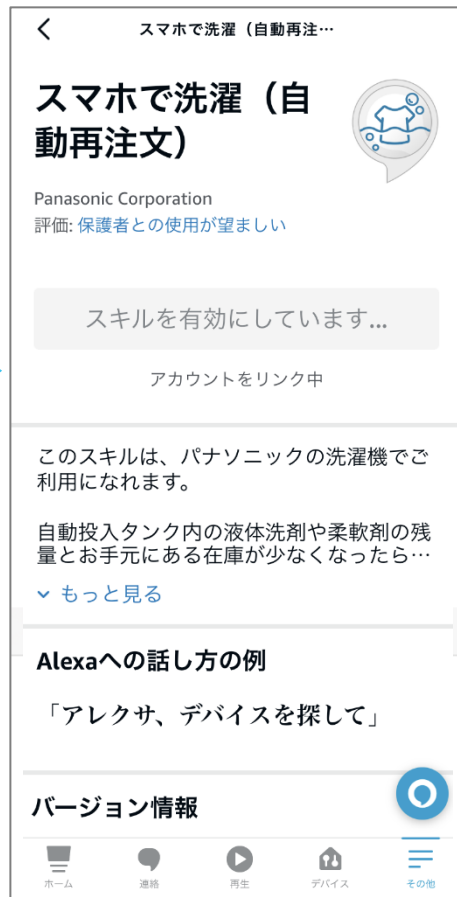 スマホで洗濯（自動再注…
スマホで洗濯（自
動再注文）
Panasonic Corporation
評価: 保護者との使用が望ましい
スキルを有効にしています...
アカウントをリンク中
このスキルは、パナソニックの洗濯機でご
利用になれます。
自動投入タンク内の液体洗剤や柔軟剤の残
量とお手元にある在庫が少なくなったら…
もっと見る
Alexaへの話し方の例
「アレクサ、デバイスを探して」
バージョン情報
ホーム
連絡
再生
デバイス
その他